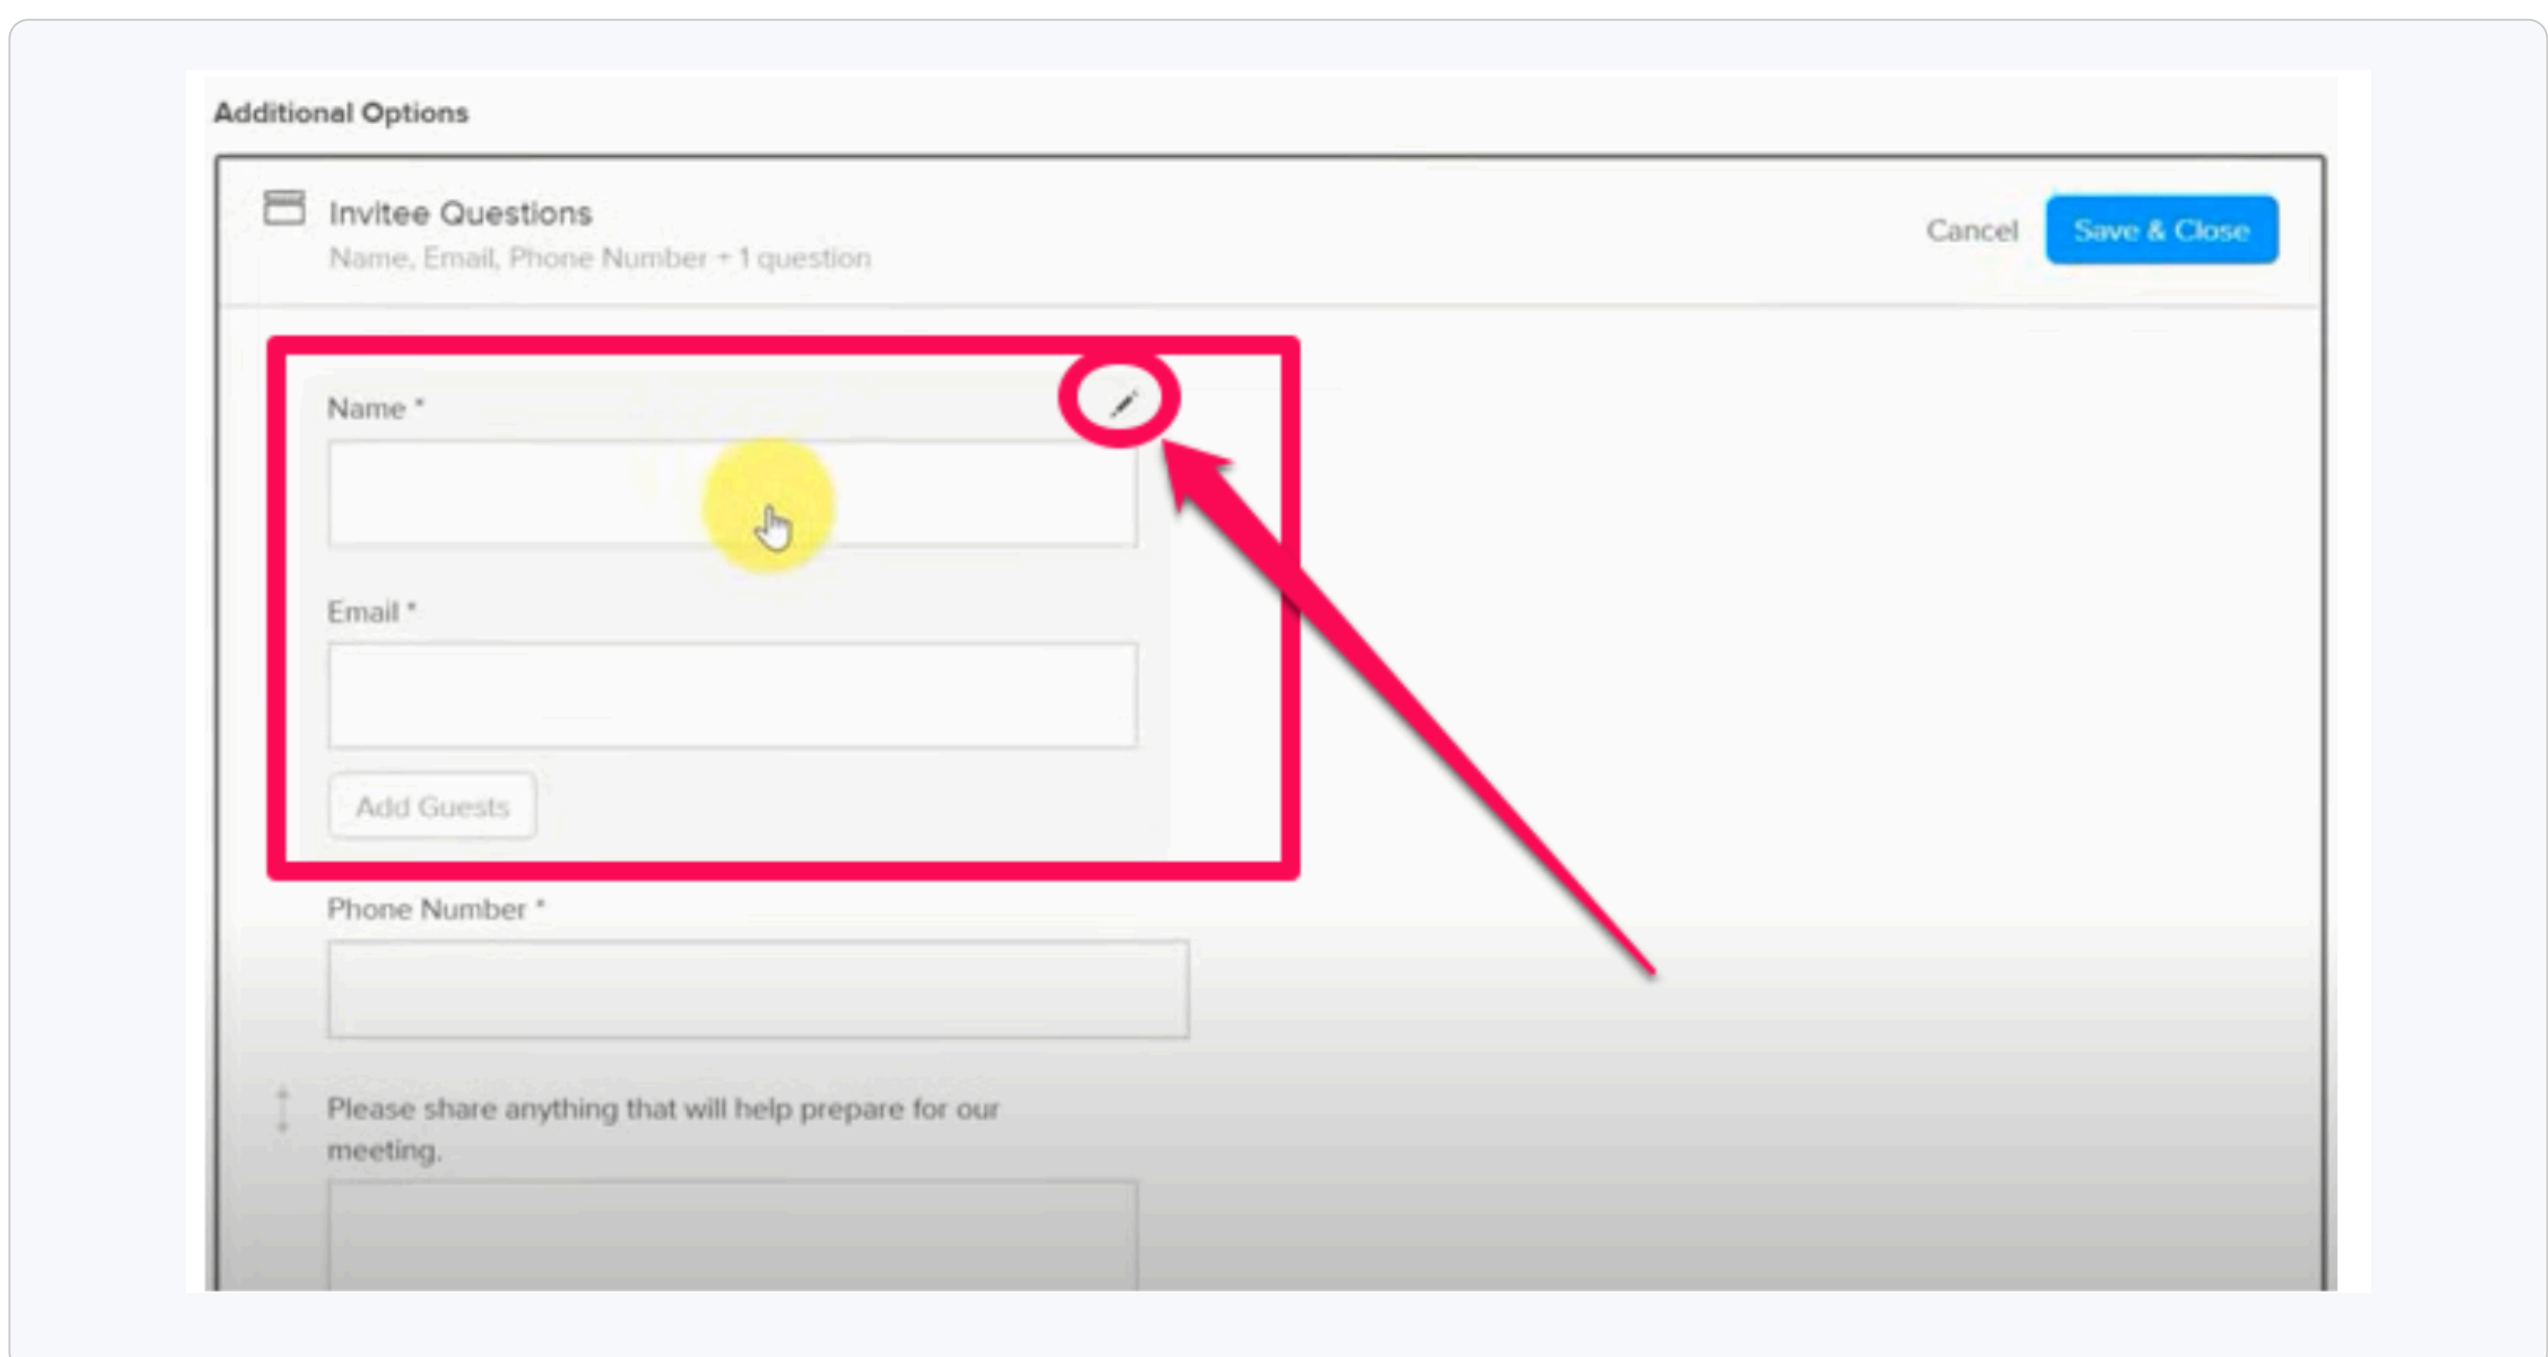 Additional Options
Invitee Questions
Name, Email, Phone Number + 1 question
Cancel
Save & Close
Name *
Email *
Add Guests
Phone Number *
Please share anything that will help prepare for our
meeting.